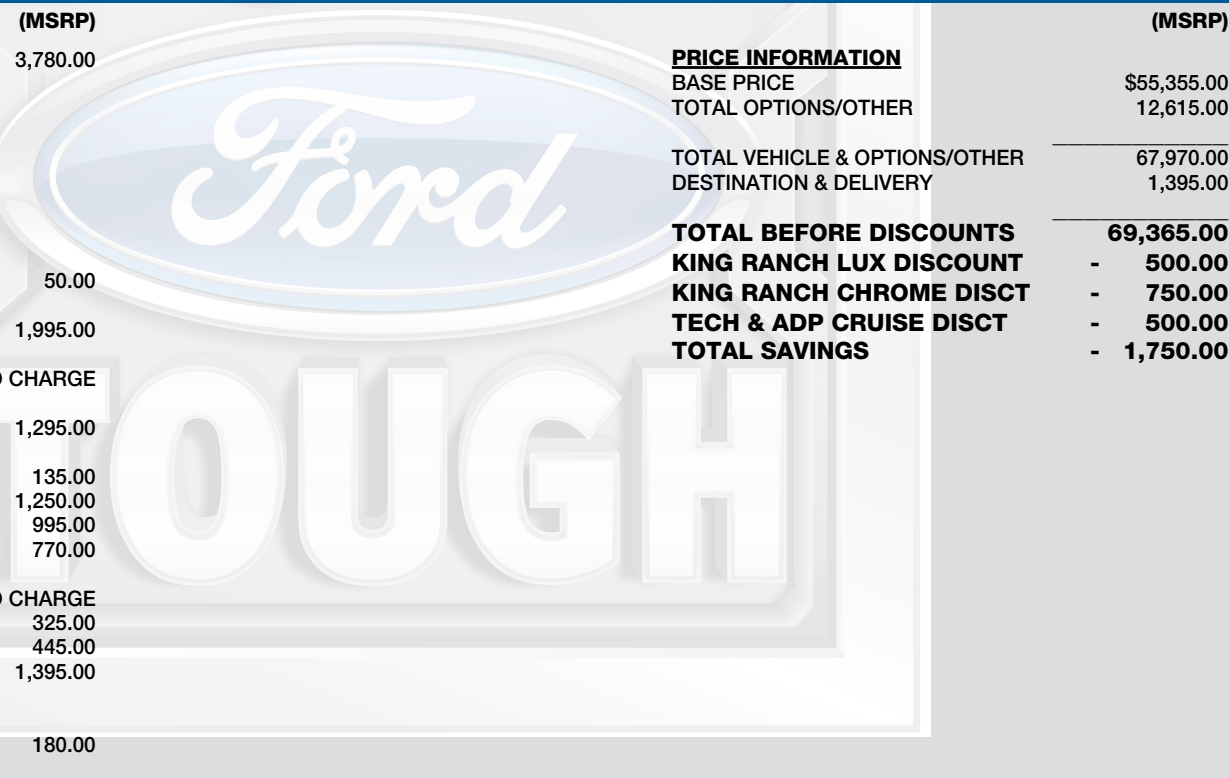 (MSRP)
3,780.00
50.00
1,995.00
CHARGE
1,295.00
135.00
1,250.00
995.00
770.00
CHARGE
325.00
445.00
1,395.00
180.00
Ford
TOUGH
(MSRP)
PRICE INFORMATION
BASE PRICE $55,355.00
TOTAL OPTIONS/OTHER 12,615.00
TOTAL VEHICLE & OPTIONS/OTHER 67,970.00
DESTINATION & DELIVERY 1,395.00
TOTAL BEFORE DISCOUNTS 69,365.00
KING RANCH LUX DISCOUNT - 500.00
KING RANCH CHROME DISCT - 750.00
TECH & ADP CRUISE DISCT - 500.00
TOTAL SAVINGS - 1,750.00